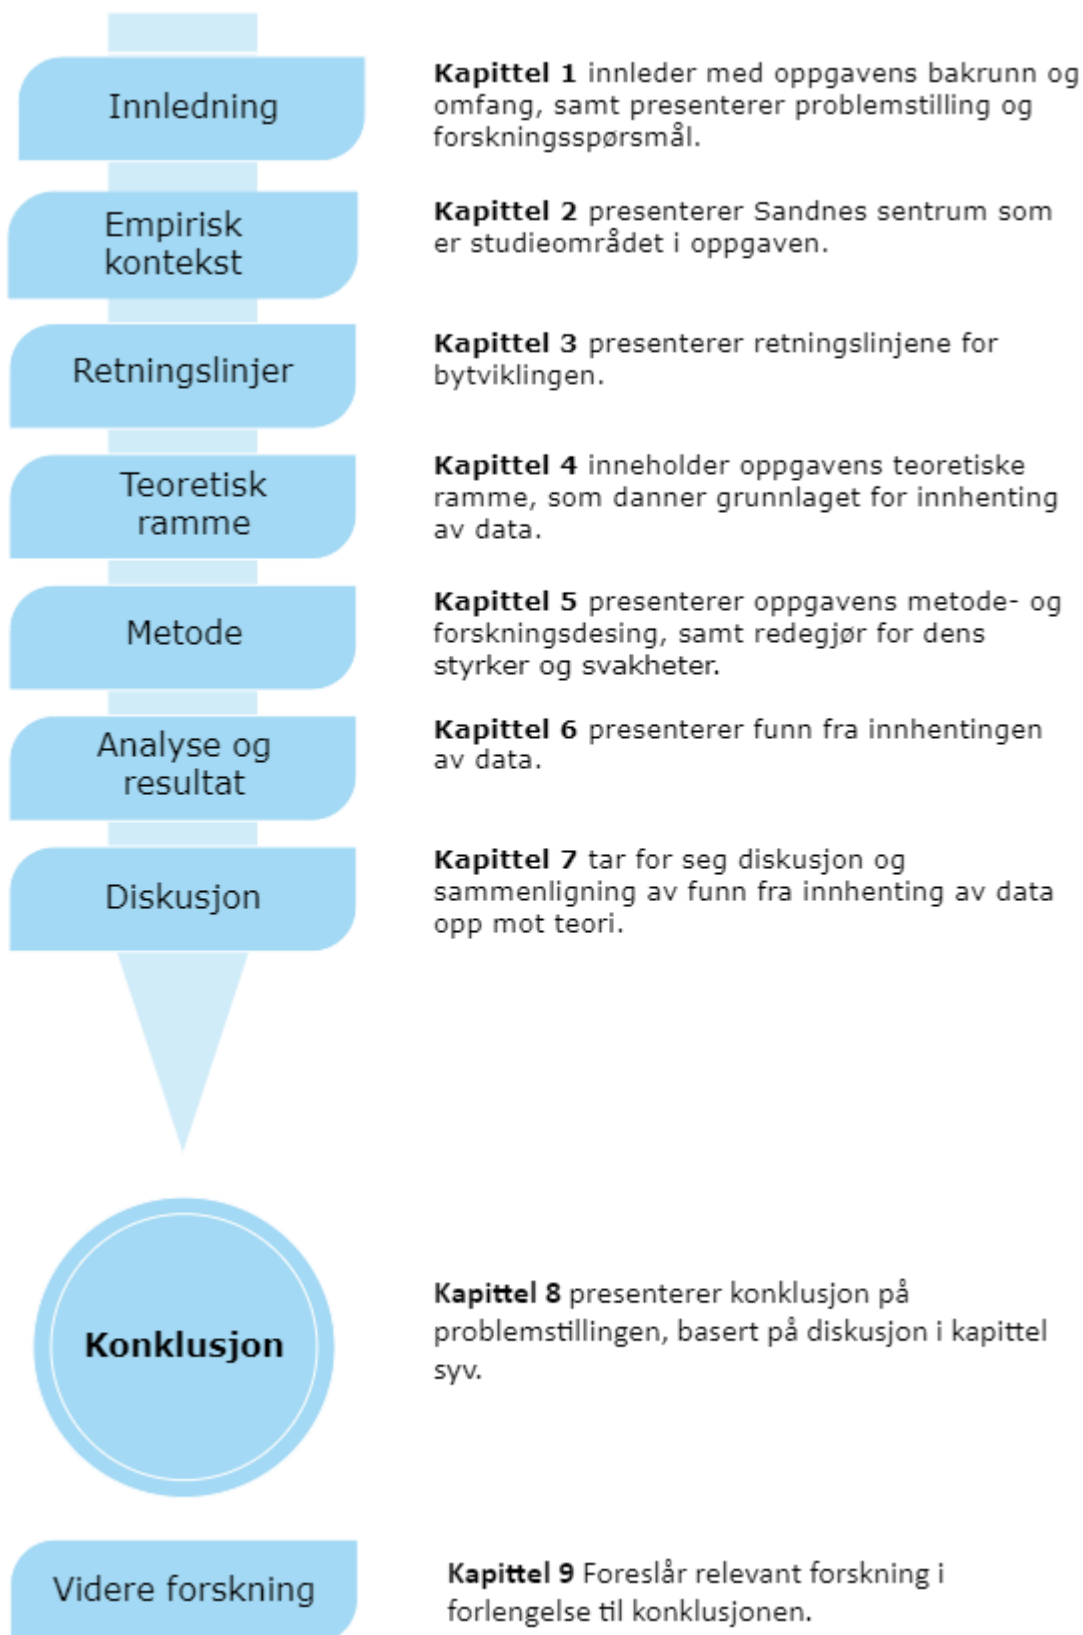 Innledning
Kapittel 1 innleder med oppgavens bakrunn og
omfang, samt presenterer problemstilling og
forskningsspørsmål.
Empirisk
kontekst
Kapittel 2 presenterer Sandnes sentrum som
er studieområdet i oppgaven.
Retningslinjer
Kapittel 3 presenterer retningslinjene for
bytviklingen.
Teoretisk
ramme
Kapittel 4 inneholder oppgavens teoretiske
ramme, som danner grunnlaget for innhenting
av data.
Metode
Kapittel 5 presenterer oppgavens metode- og
forskningsdesing, samt redegjør for dens
styrker og svakheter.
Analyse og
resultat
Kapittel 6 presenterer funn fra innhentingen
av data.
Diskusjon
Kapittel 7 tar for seg diskusjon og
sammenligning av funn fra innhenting av data
opp mot teori.
Konklusjon
Kapittel 8 presenterer konklusjon på
problemstillingen, basert på diskusjon i kapittel
syv.
Videre forskning
Kapittel 9 Foreslår relevant forskning i
forlengelse til konklusjonen.